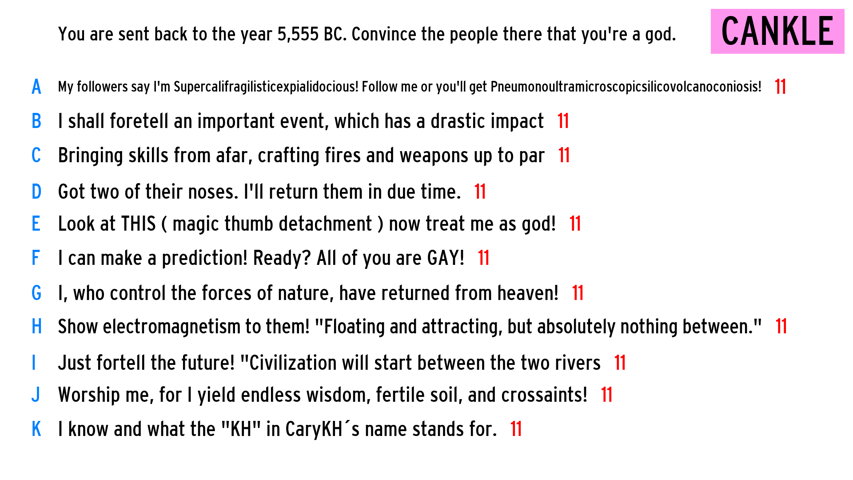 You are sent back to the year 5,555 BC. Convince the people there that you're a god. CANKLE
A My followers say I'm Supercalifragilisticexpialidocious! Follow me or you'll get Pneumonoultramicroscopicsilicovolcanoconiosis! 11
B I shall foretell an important event, which has a drastic impact 11
C Bringing skills from afar, crafting fires and weapons up to par 11
D Got two of their noses. I'll return them in due time. 11
E Look at THIS ( magic thumb detachment ) now treat me as god! 11
F I can make a prediction! Ready? All of you are GAY! 11
G I, who control the forces of nature, have returned from heaven! 11
H Show electromagnetism to them! "Floating and attracting, but absolutely nothing between." 11
I Just fortell the future! "Civilization will start between the two rivers 11
J Worship me, for I yield endless wisdom, fertile soil, and crossaints! 11
K I know and what the "KH" in CaryKH´s name stands for. 11